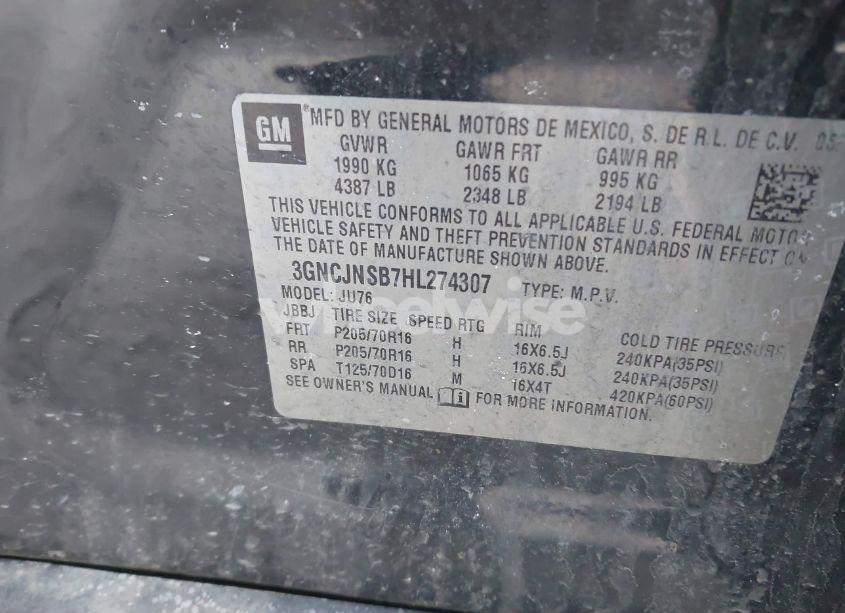 GM
® MFD BY GENERAL MOTORS DE MEXICO, S. DE R.L. DE C.V. 05
GVWR GAWR FRT GAWR RR
1990 KG 1065 KG 995 KG
4387 LB 2348 LB 2194 LB
THIS VEHICLE CONFORMS TO ALL APPLICABLE U.S. FEDERAL MOTOR
VEHICLE SAFETY AND THEFT PREVENTION STANDARDS IN EFFECT ON
THE DATE OF MANUFACTURE SHOWN ABOVE.
3GNCJNSB7HL274307 TYPE: M.P.V.
MODEL: JU76
JBBJ TIRE SIZE SPEED RTG RIM COLD TIRE PRESSURE
FRT P205/70R16 H 16X6.5J 240KPA(35PSI)
RR P205/70R16 H 16X6.5J 240KPA(35PSI)
SPA T125/70D16 M 16X4T 420KPA(60PSI)
SEE OWNER'S MANUAL FOR MORE INFORMATION.
wheelwise